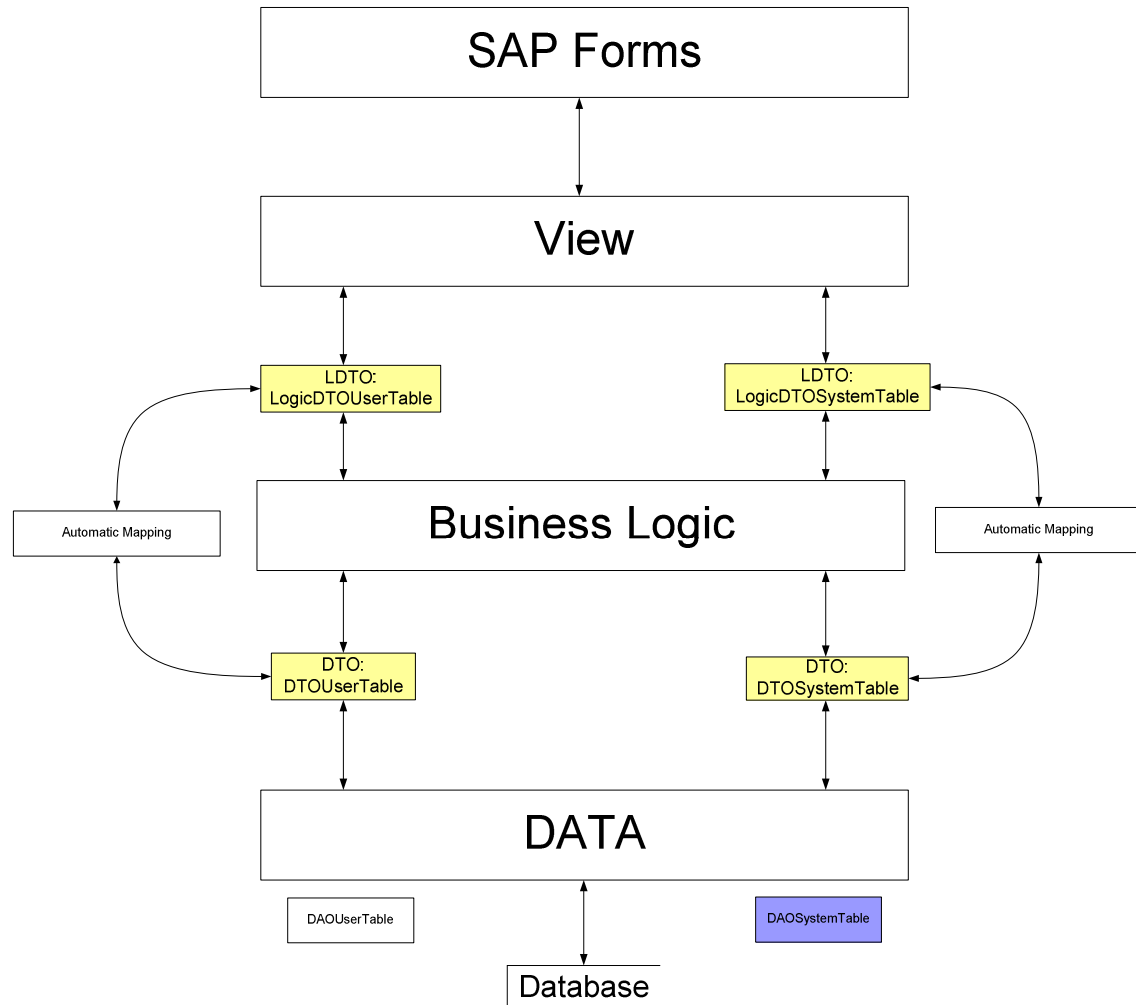 SAP Forms
View
LDTO:
LogicDTOUserTable
LDTO:
LogicDTOSystemTable
Automatic Mapping
Business Logic
Automatic Mapping
DTO:
DTOUserTable
DTO:
DTOSystemTable
DATA
DAOUserTable
DAOSystemTable
Database